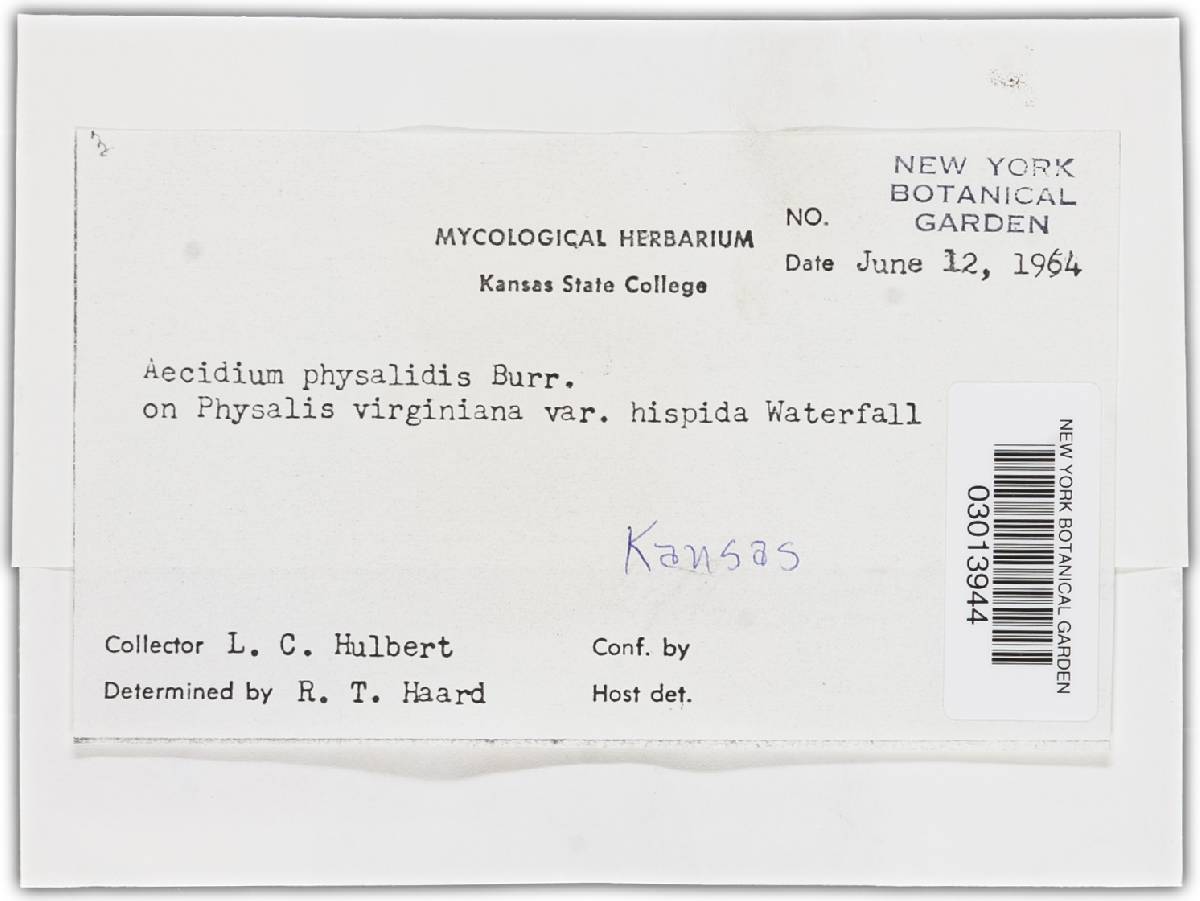 NEW YORK
BOTANICAL
GARDEN
MYCOLOGICAL HERBARIUM
Kansas State College
NO.
Date June 12, 1964
Aecidium physalidis Burr.
on Physalis virginiana var. hispida Waterfall
Kansas
Collector L. C. Hulbert
Determined by R. T. Haard
Conf. by
Host det.
NEW YORK BOTANICAL GARDEN
03013944